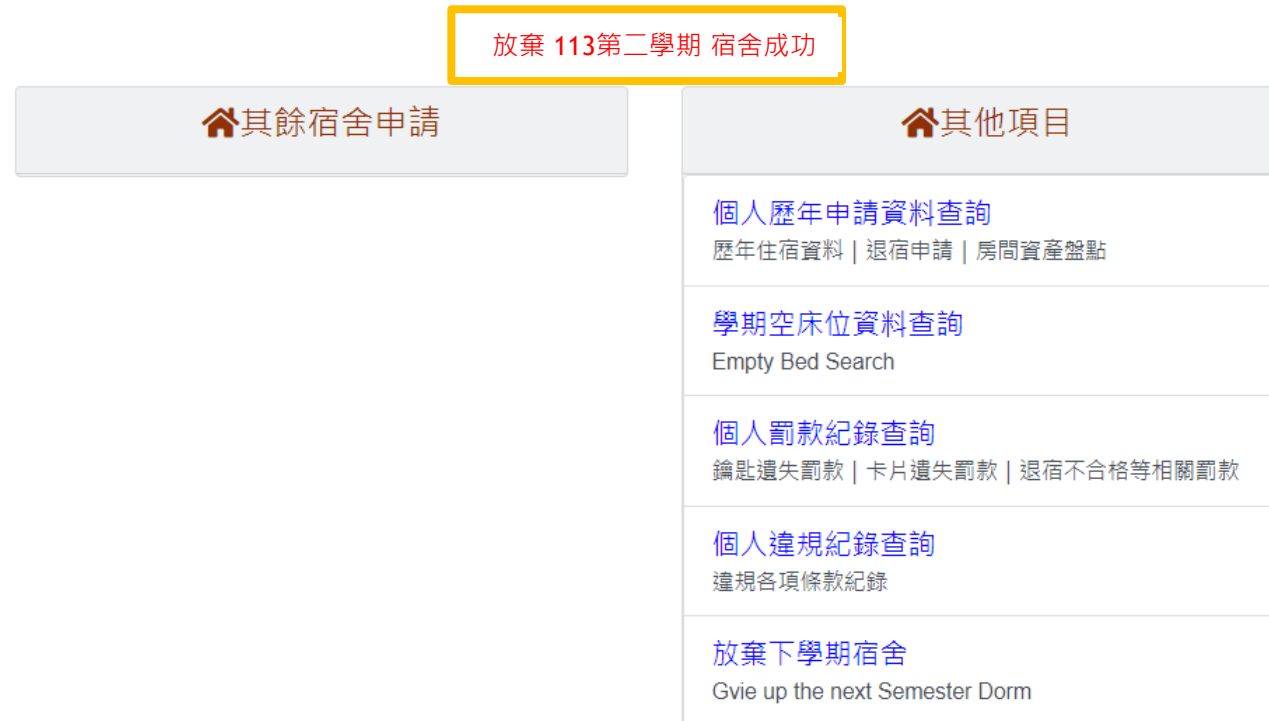 放棄 113第二學期 宿舍成功
其餘宿舍申請
其他項目
個人歷年申請資料查詢
歷年住宿資料 | 退宿申請 | 房間資產盤點
學期空床位資料查詢
Empty Bed Search
個人罰款紀錄查詢
鑰匙遺失罰款 | 卡片遺失罰款 | 退宿不合格等相關罰款
個人違規紀錄查詢
違規各項條款紀錄
放棄下學期宿舍
Gvie up the next Semester Dorm